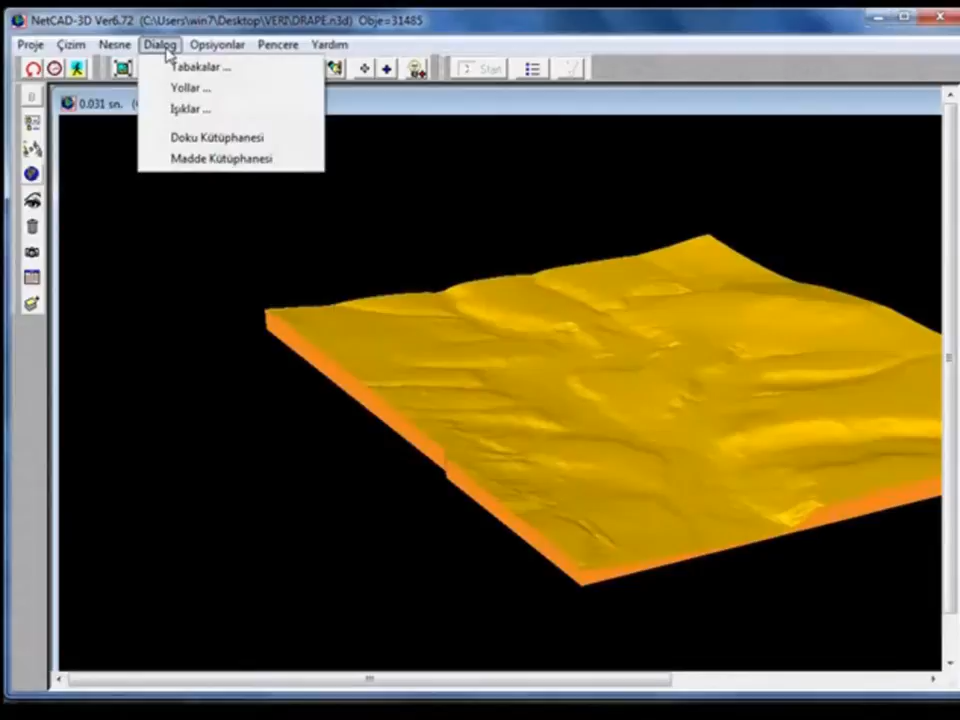 NetCAD-3D Ver6.72 (C:\Users\win7\Desktop\VERI\DRAPE.n3d) Obje=31485
Proje Çizim Nesne Dialog Opsiyonlar Pencere Yardım
Start
0.031 sn.
Tabakalar ...
Yollar ...
Işıklar ...
Doku Kütüphanesi
Madde Kütüphanesi